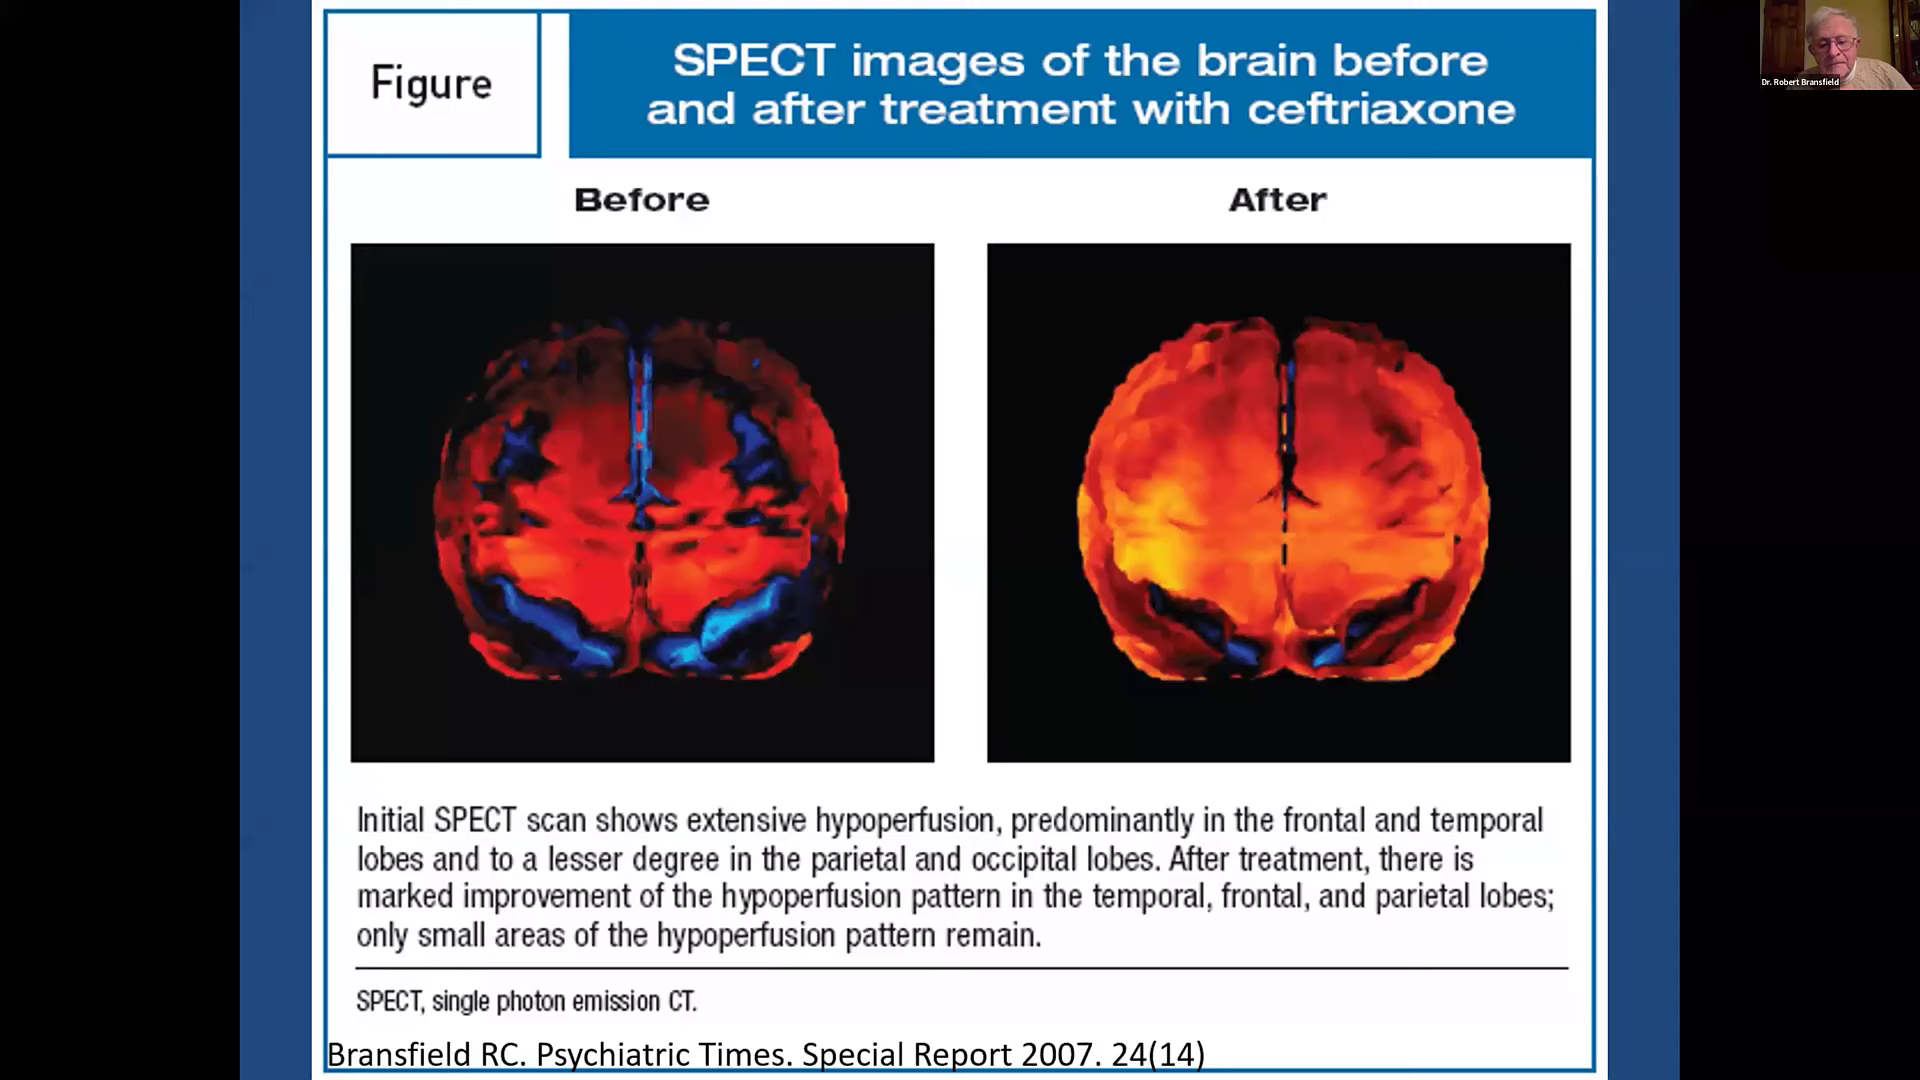 Figure
SPECT images of the brain before
and after treatment with ceftriaxone
Before
After
Initial SPECT scan shows extensive hypoperfusion, predominantly in the frontal and temporal
lobes and to a lesser degree in the parietal and occipital lobes. After treatment, there is
marked improvement of the hypoperfusion pattern in the temporal, frontal, and parietal lobes;
only small areas of the hypoperfusion pattern remain.
SPECT, single photon emission CT.
Bransfield RC. Psychiatric Times. Special Report 2007. 24(14)
Dr. Robert Bransfield